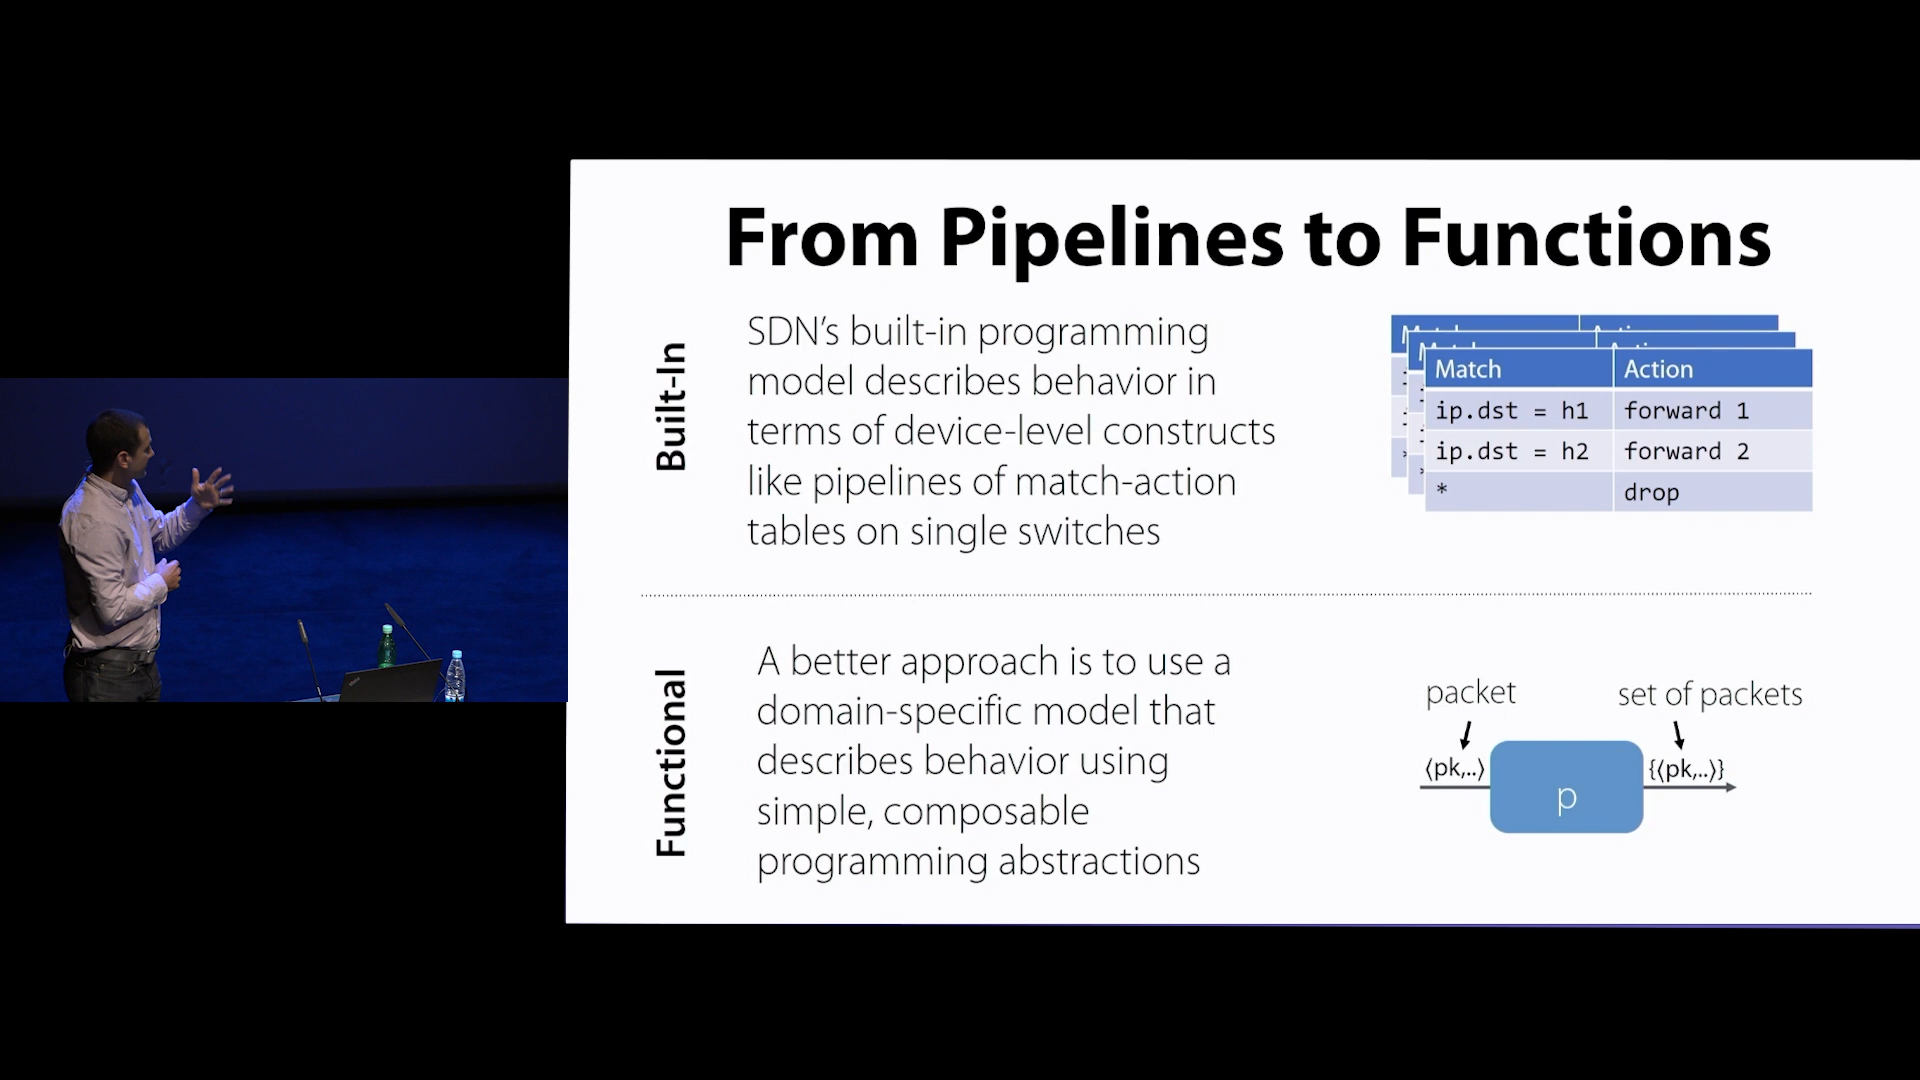 From Pipelines to Functions
Built-In
SDN’s built-in programming
model describes behavior in
terms of device-level constructs
like pipelines of match-action
tables on single switches
Match Action
ip.dst = h1 forward 1
ip.dst = h2 forward 2
* drop
Functional
A better approach is to use a
domain-specific model that
describes behavior using
simple, composable
programming abstractions
packet set of packets
⟨pk,..⟩ {⟨pk,..⟩}
p